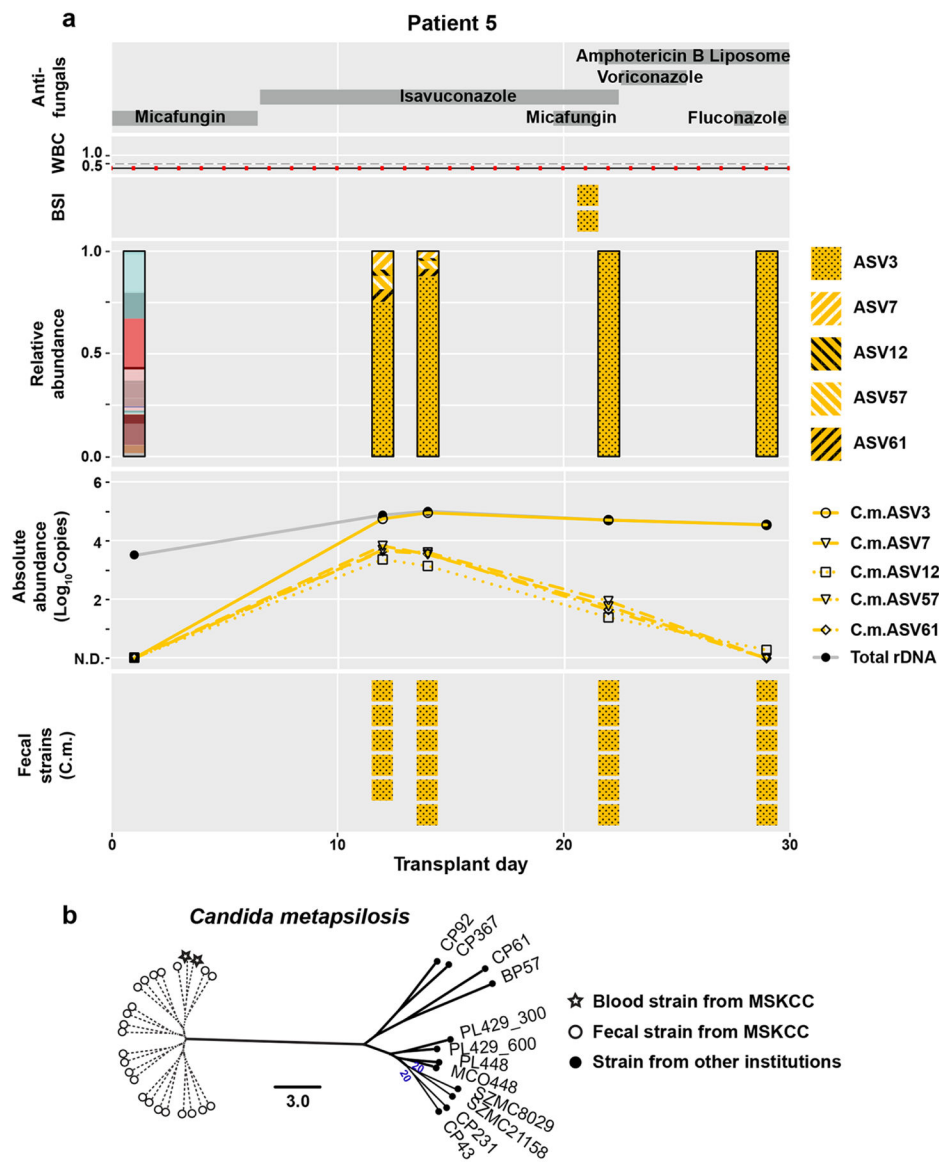 a
Patient 5
Anti-
fungals
Amphotericin B Liposome
Voriconazole
Isavuconazole
Micafungin
Micafungin
Fluconazole
WBC
1.0
0.5
BSI
Relative
abundance
1.0
0.5
0.0
ASV3
ASV7
ASV12
ASV57
ASV61
Absolute
abundance
(Log10 Copies)
6
4
2
N.D.
C.m.ASV3
C.m.ASV7
C.m.ASV12
C.m.ASV57
C.m.ASV61
Total rDNA
Fecal
strains
(C.m.)
0 10 20 30
Transplant day
b
Candida metapsilosis
CP92
CP367
CP61
BP57
PL429_300
PL429_600
PL448
MCO448
SZMC8029
SZMC21158
CP231
CP43
20
20
3.0
Blood strain from MSKCC
Fecal strain from MSKCC
Strain from other institutions